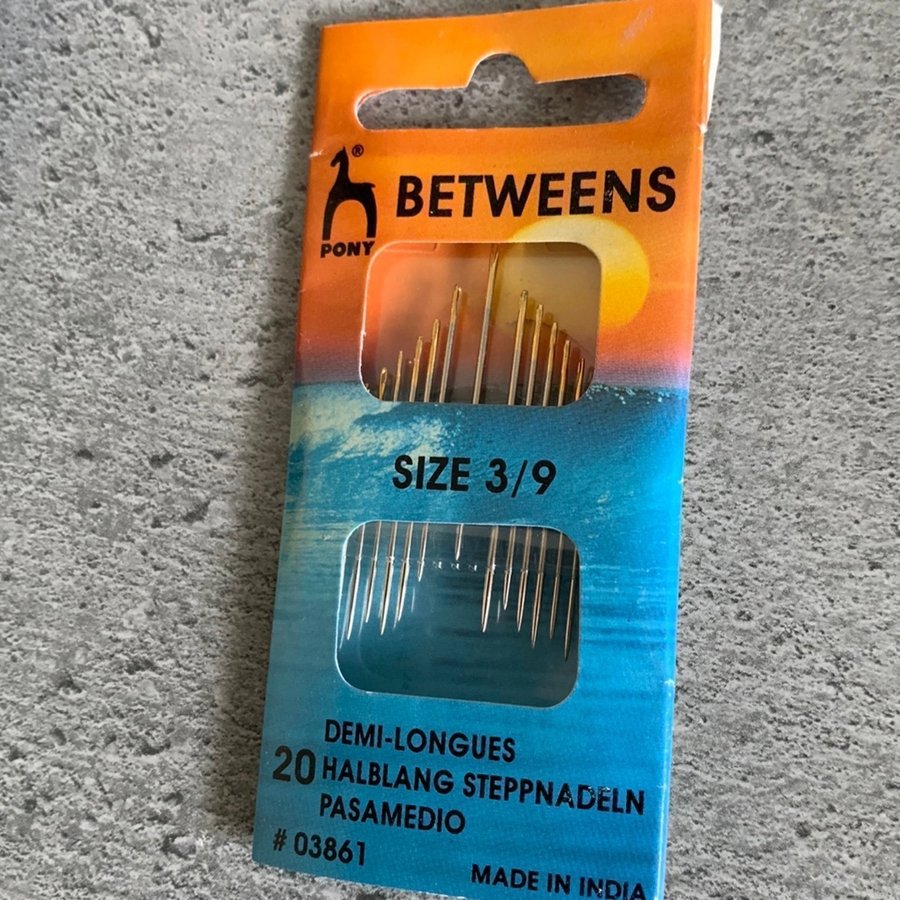 ®
PONY
BETWEENS
SIZE 3/9
DEMI-LONGUES
20 HALBLANG STEPPNADELN
PASAMEDIO
# 03861
MADE IN INDIA